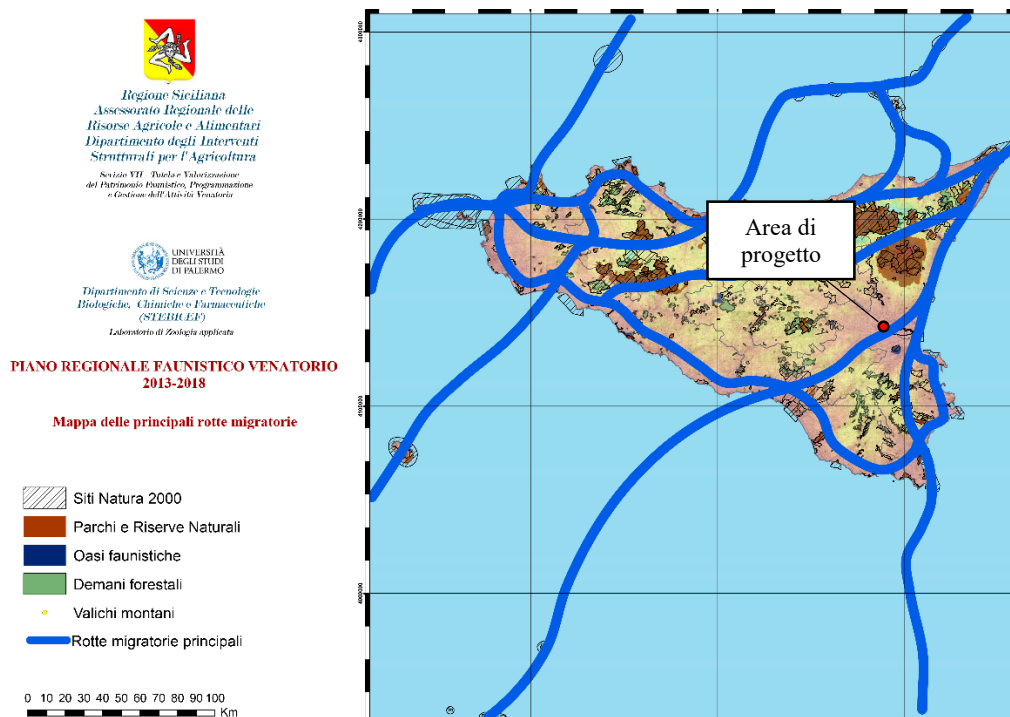 Regione Siciliana
Assessorato Regionale delle
Risorse Agricole e Alimentari
Dipartimento degli Interventi
Strutturali per l'Agricoltura
Servizio VII - Tutela e Valorizzazione
del Patrimonio Faunistico, Programmazione
e Gestione dell'Attività Venatoria
UNIVERSITÀ
DEGLI STUDI
DI PALERMO
Dipartimento di Scienze e Tecnologie
Biologiche, Chimiche e Farmaceutiche
(STEBICEF)
Laboratorio di Zoologia applicata
PIANO REGIONALE FAUNISTICO VENATORIO
2013-2018
Mappa delle principali rotte migratorie
Siti Natura 2000
Parchi e Riserve Naturali
Oasi faunistiche
Demani forestali
Valichi montani
Rotte migratorie principali
0 10 20 30 40 50 60 70 80 90 100
Km
Area di
progetto